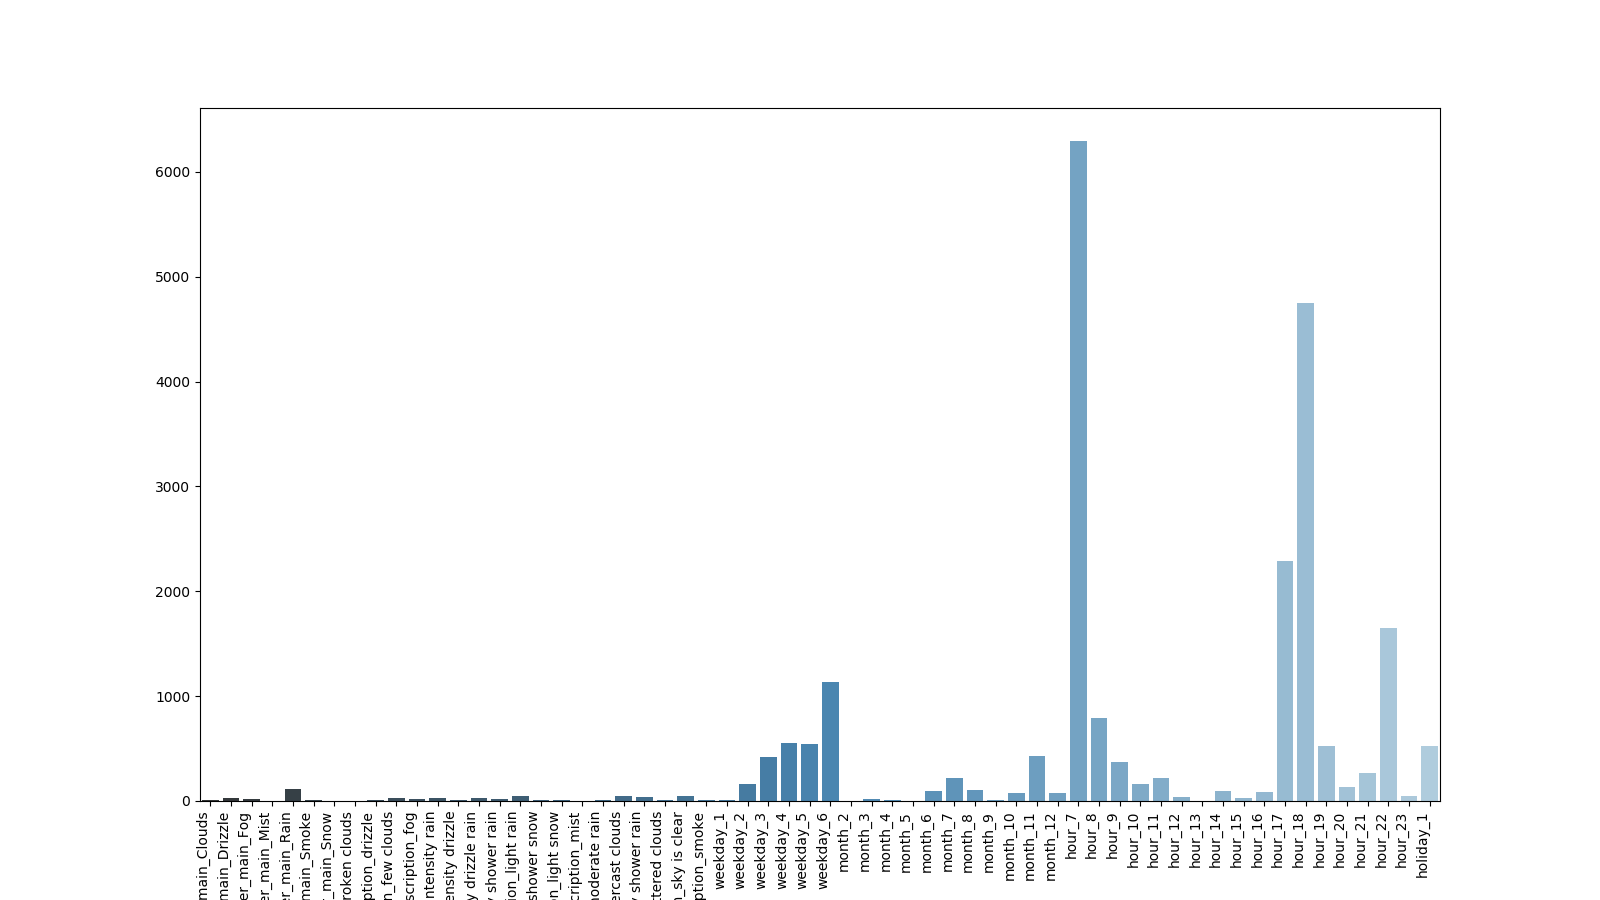 6000
5000
4000
3000
2000
1000
0
main_Clouds
main_Drizzle
er_main_Fog
er_main_Mist
er_main_Rain
main_Smoke
_main_Snow
roken clouds
ption_drizzle
n_few clouds
scription_fog
ntensity rain
ensity drizzle
y drizzle rain
y shower rain
ion_light rain
shower snow
on_light snow
cription_mist
noderate rain
ercast clouds
y shower rain
ttered clouds
n_sky is clear
ption_smoke
weekday_1
weekday_2
weekday_3
weekday_4
weekday_5
weekday_6
month_2
month_3
month_4
month_5
month_6
month_7
month_8
month_9
month_10
month_11
month_12
hour_7
hour_8
hour_9
hour_10
hour_11
hour_12
hour_13
hour_14
hour_15
hour_16
hour_17
hour_18
hour_19
hour_20
hour_21
hour_22
hour_23
holiday_1